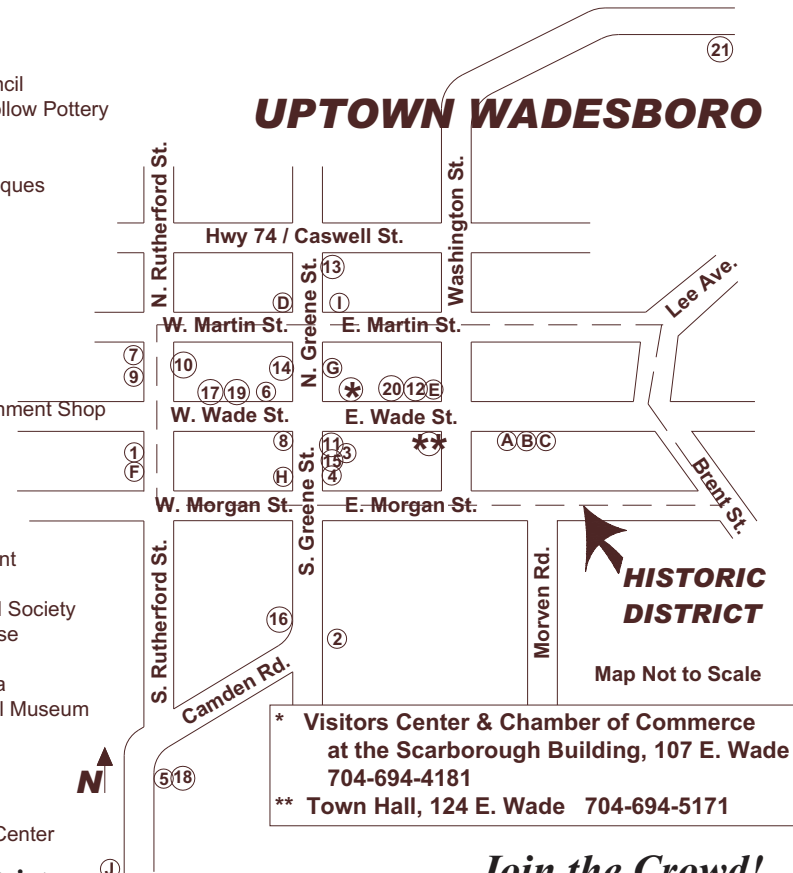 ncil
ollow Pottery
ques
nment Shop
nt
l Society
se
a
l Museum
Center
UPTOWN WADESBORO
21
N. Rutherford St.
Washington St.
Hwy 74 / Caswell St.
N. Greene St.
13
D
I
Lee Ave.
W. Martin St.
E. Martin St.
7
9
10
14
G
17
19
6
*
20
12
E
W. Wade St.
E. Wade St.
1
F
8
11
3
15
4
H
**
A
B
C
S. Greene St.
Brent St.
W. Morgan St.
E. Morgan St.
S. Rutherford St.
Morven Rd.
HISTORIC
DISTRICT
16
2
Camden Rd.
Map Not to Scale
N
5
18
J
* Visitors Center & Chamber of Commerce
at the Scarborough Building, 107 E. Wade
704-694-4181
** Town Hall, 124 E. Wade 704-694-5171
Join the Crowd!